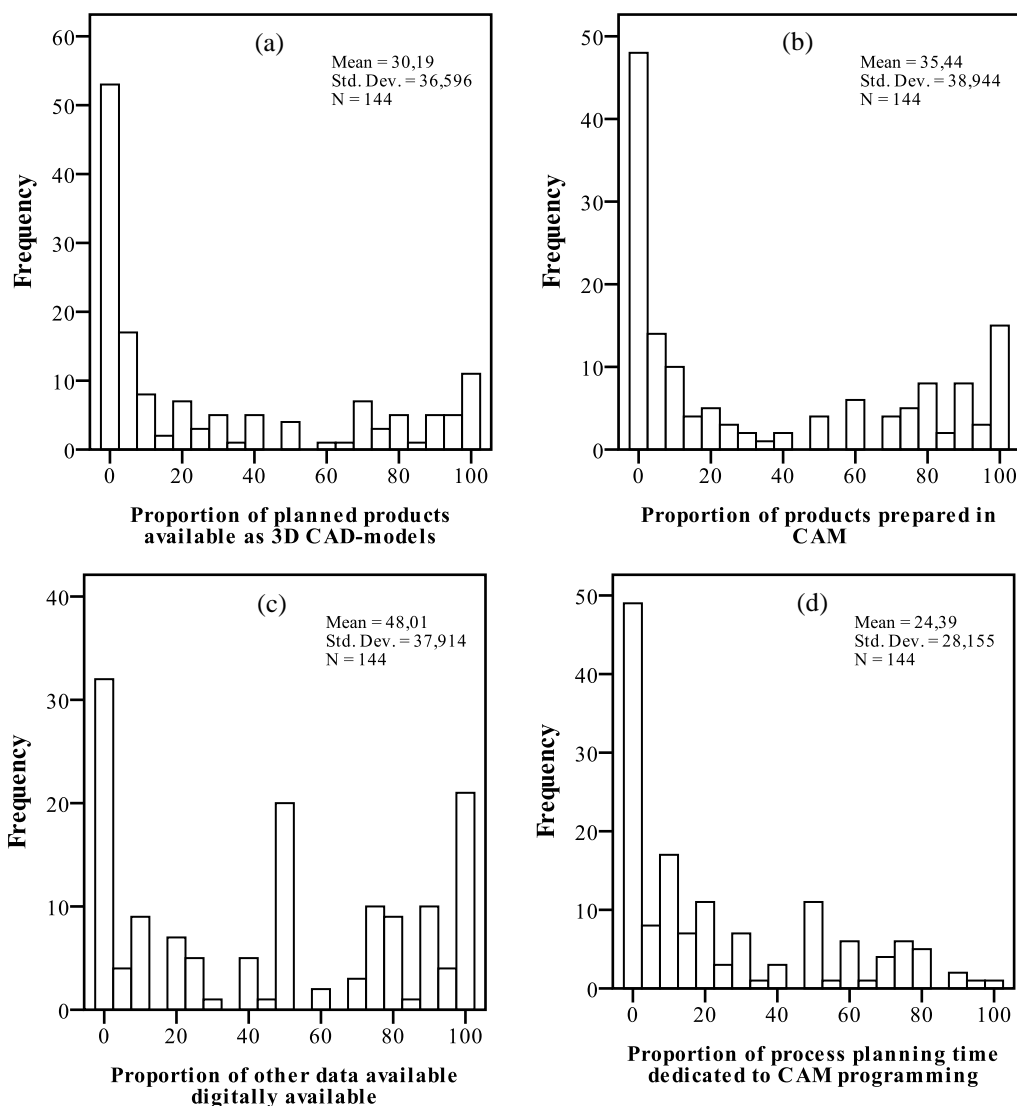 (a)
Mean = 30,19
Std. Dev. = 36,596
N = 144
60
50
40
30
20
10
0
Frequency
0 20 40 60 80 100
Proportion of planned products
available as 3D CAD-models
(b)
Mean = 35,44
Std. Dev. = 38,944
N = 144
50
40
30
20
10
0
Frequency
0 20 40 60 80 100
Proportion of products prepared in
CAM
(c)
Mean = 48,01
Std. Dev. = 37,914
N = 144
40
30
20
10
0
Frequency
0 20 40 60 80 100
Proportion of other data available
digitally available
(d)
Mean = 24,39
Std. Dev. = 28,155
N = 144
50
40
30
20
10
0
Frequency
0 20 40 60 80 100
Proportion of process planning time
dedicated to CAM programming